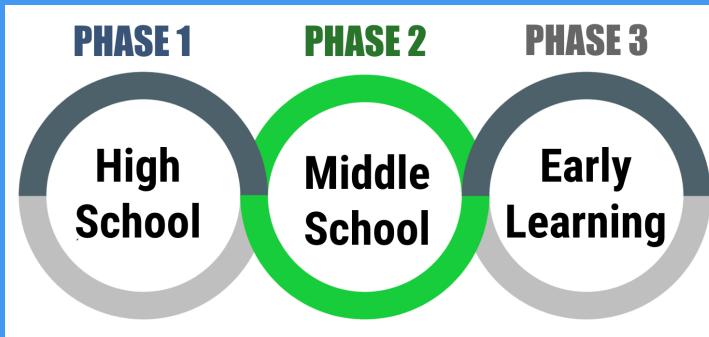 PHASE 1
PHASE 2
PHASE 3
High
School
Middle
School
Early
Learning